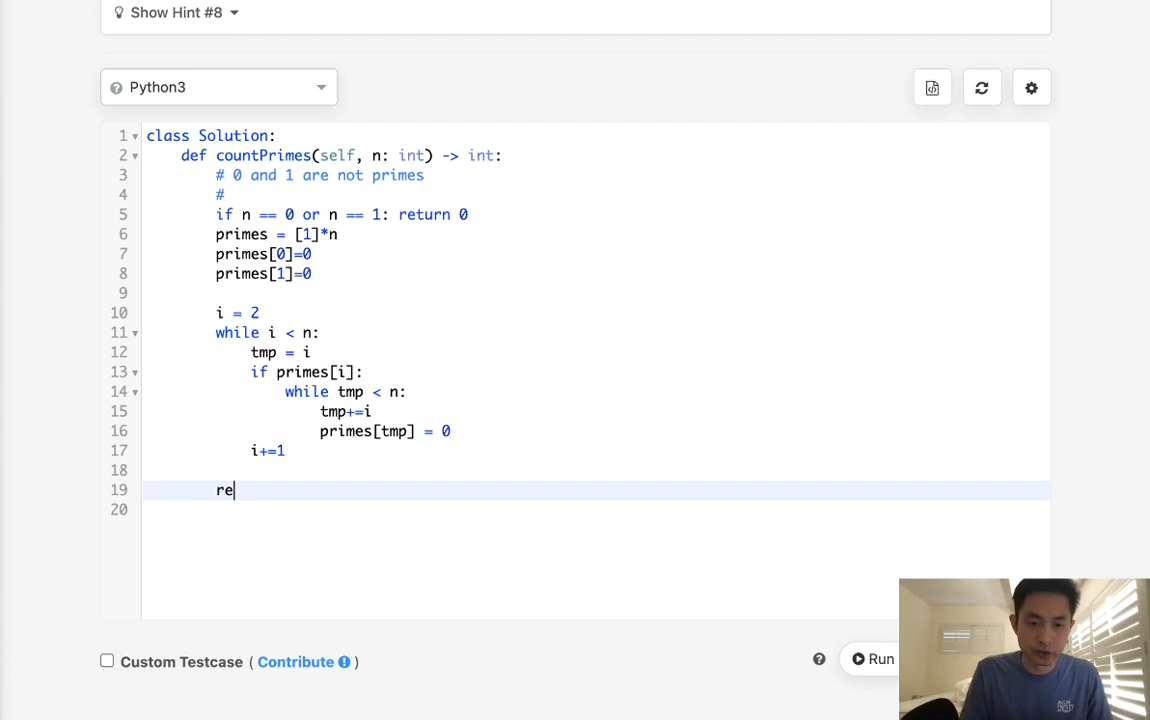 Show Hint #8
Python3
1 class Solution:
2 def countPrimes(self, n: int) -> int:
3 # 0 and 1 are not primes
4 #
5 if n == 0 or n == 1: return 0
6 primes = [1]*n
7 primes[0]=0
8 primes[1]=0
9
10 i = 2
11 while i < n:
12 tmp = i
13 if primes[i]:
14 while tmp < n:
15 tmp+=i
16 primes[tmp] = 0
17 i+=1
18
19 re
20
Custom Testcase ( Contribute )
Run